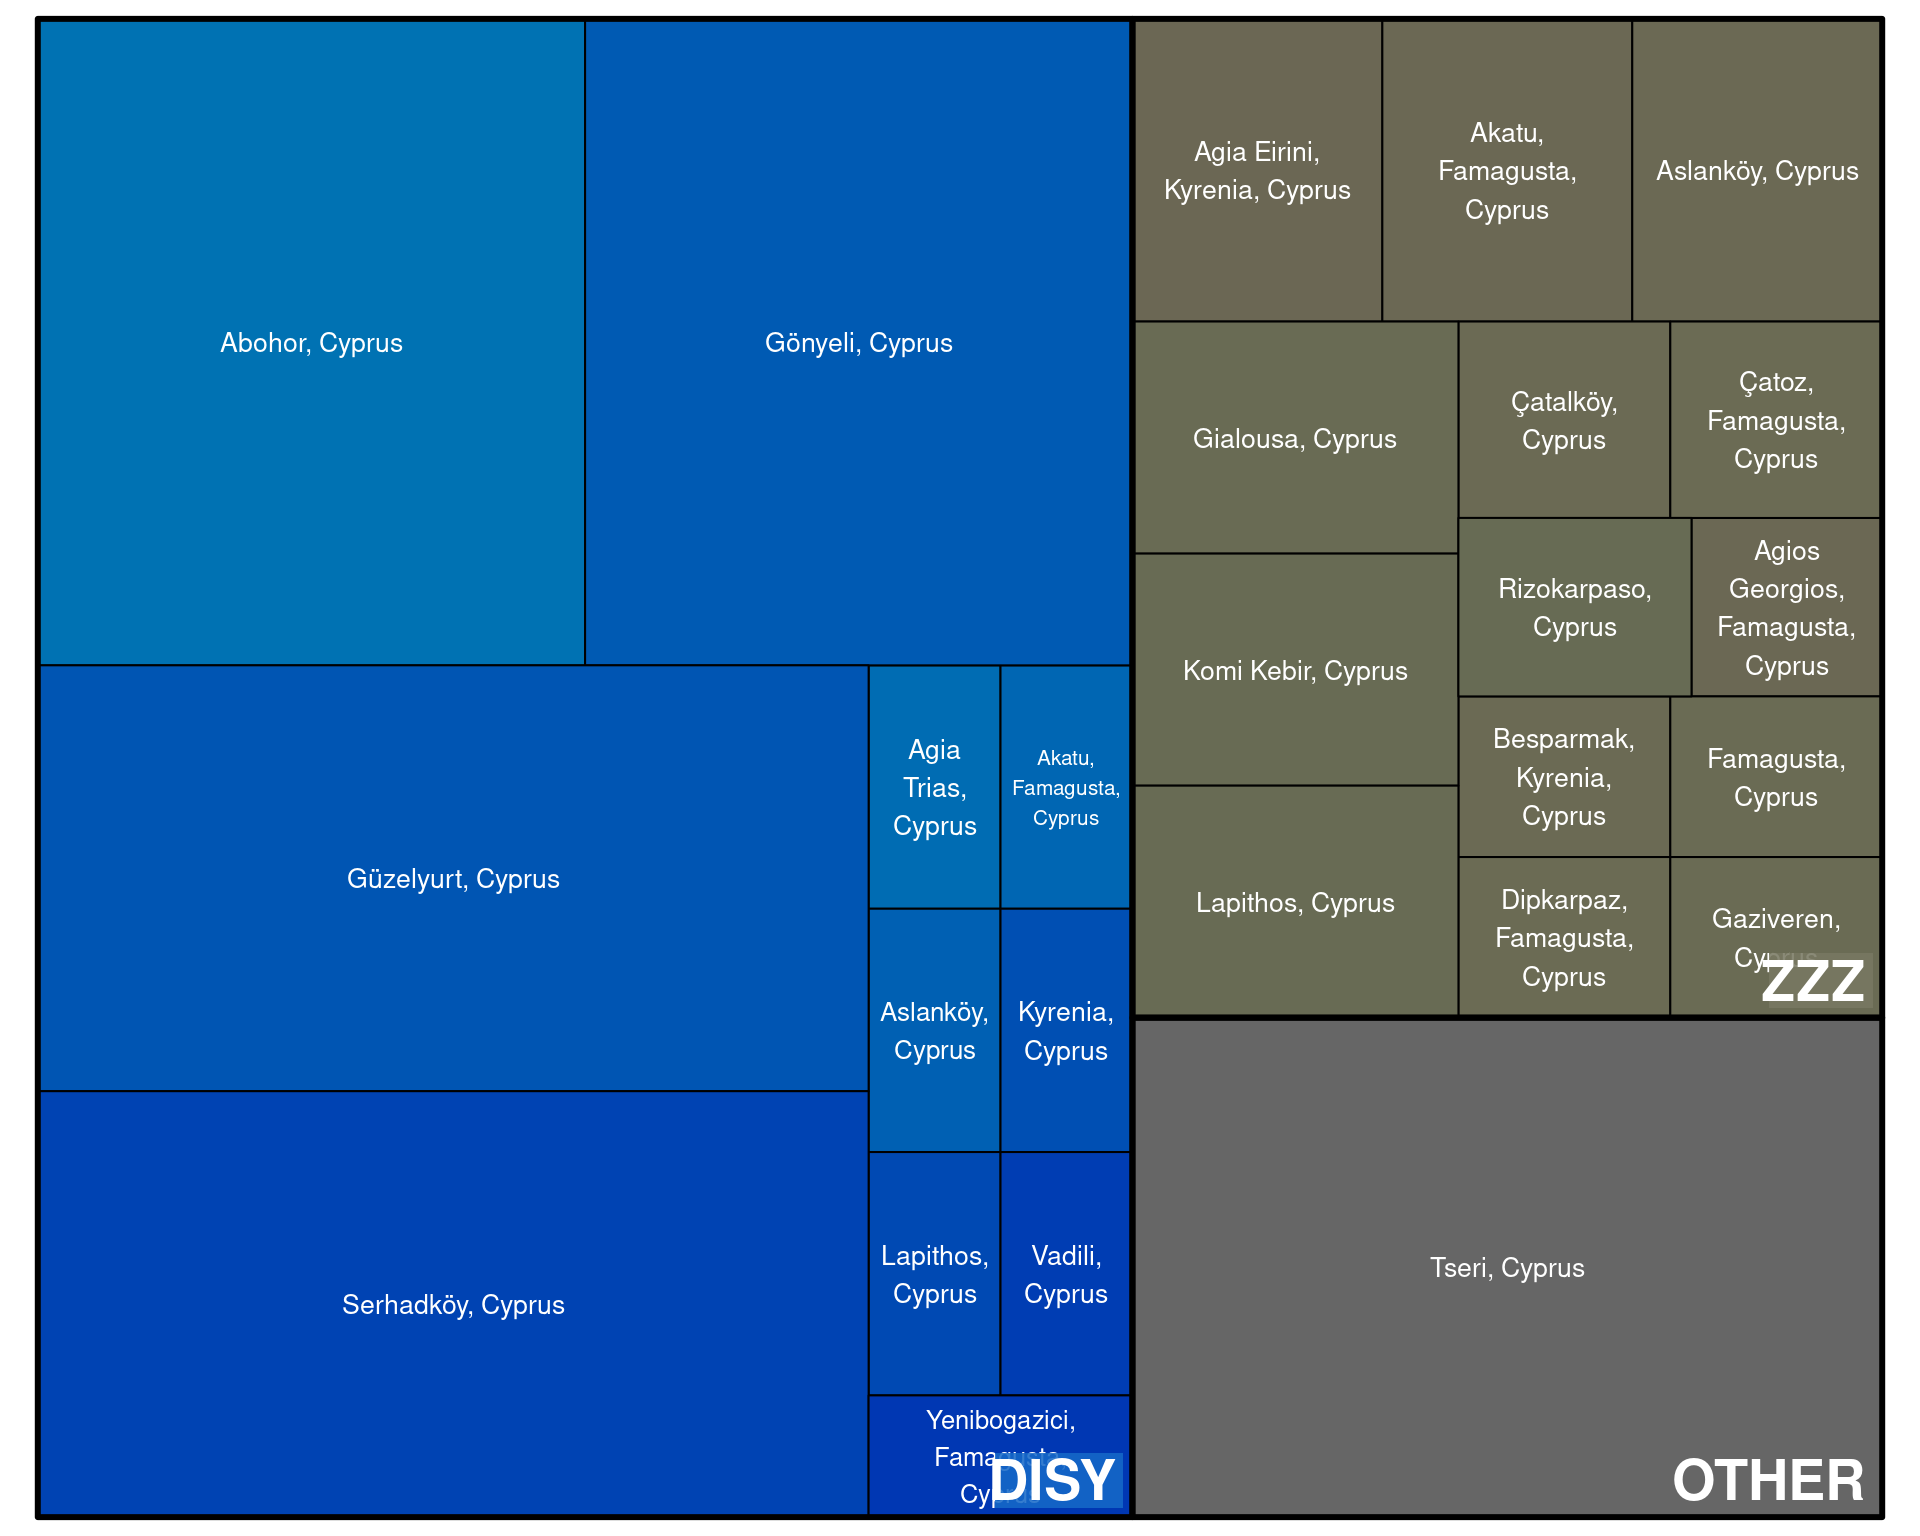 Abohor, Cyprus
Gönyeli, Cyprus
Güzelyurt, Cyprus
Serhadköy, Cyprus
Agia
Trias,
Cyprus
Akatu,
Famagusta,
Cyprus
Aslanköy,
Cyprus
Kyrenia,
Cyprus
Lapithos,
Cyprus
Vadili,
Cyprus
Yenibogazici,
Famagusta,
Cyprus
DISY
Agia Eirini,
Kyrenia, Cyprus
Akatu,
Famagusta,
Cyprus
Aslanköy, Cyprus
Gialousa, Cyprus
Komi Kebir, Cyprus
Lapithos, Cyprus
Çatalköy,
Cyprus
Çatoz,
Famagusta,
Cyprus
Rizokarpaso,
Cyprus
Agios
Georgios,
Famagusta,
Cyprus
Besparmak,
Kyrenia,
Cyprus
Famagusta,
Cyprus
Dipkarpaz,
Famagusta,
Cyprus
Gaziveren,
Cyprus
ZZZ
Tseri, Cyprus
OTHER